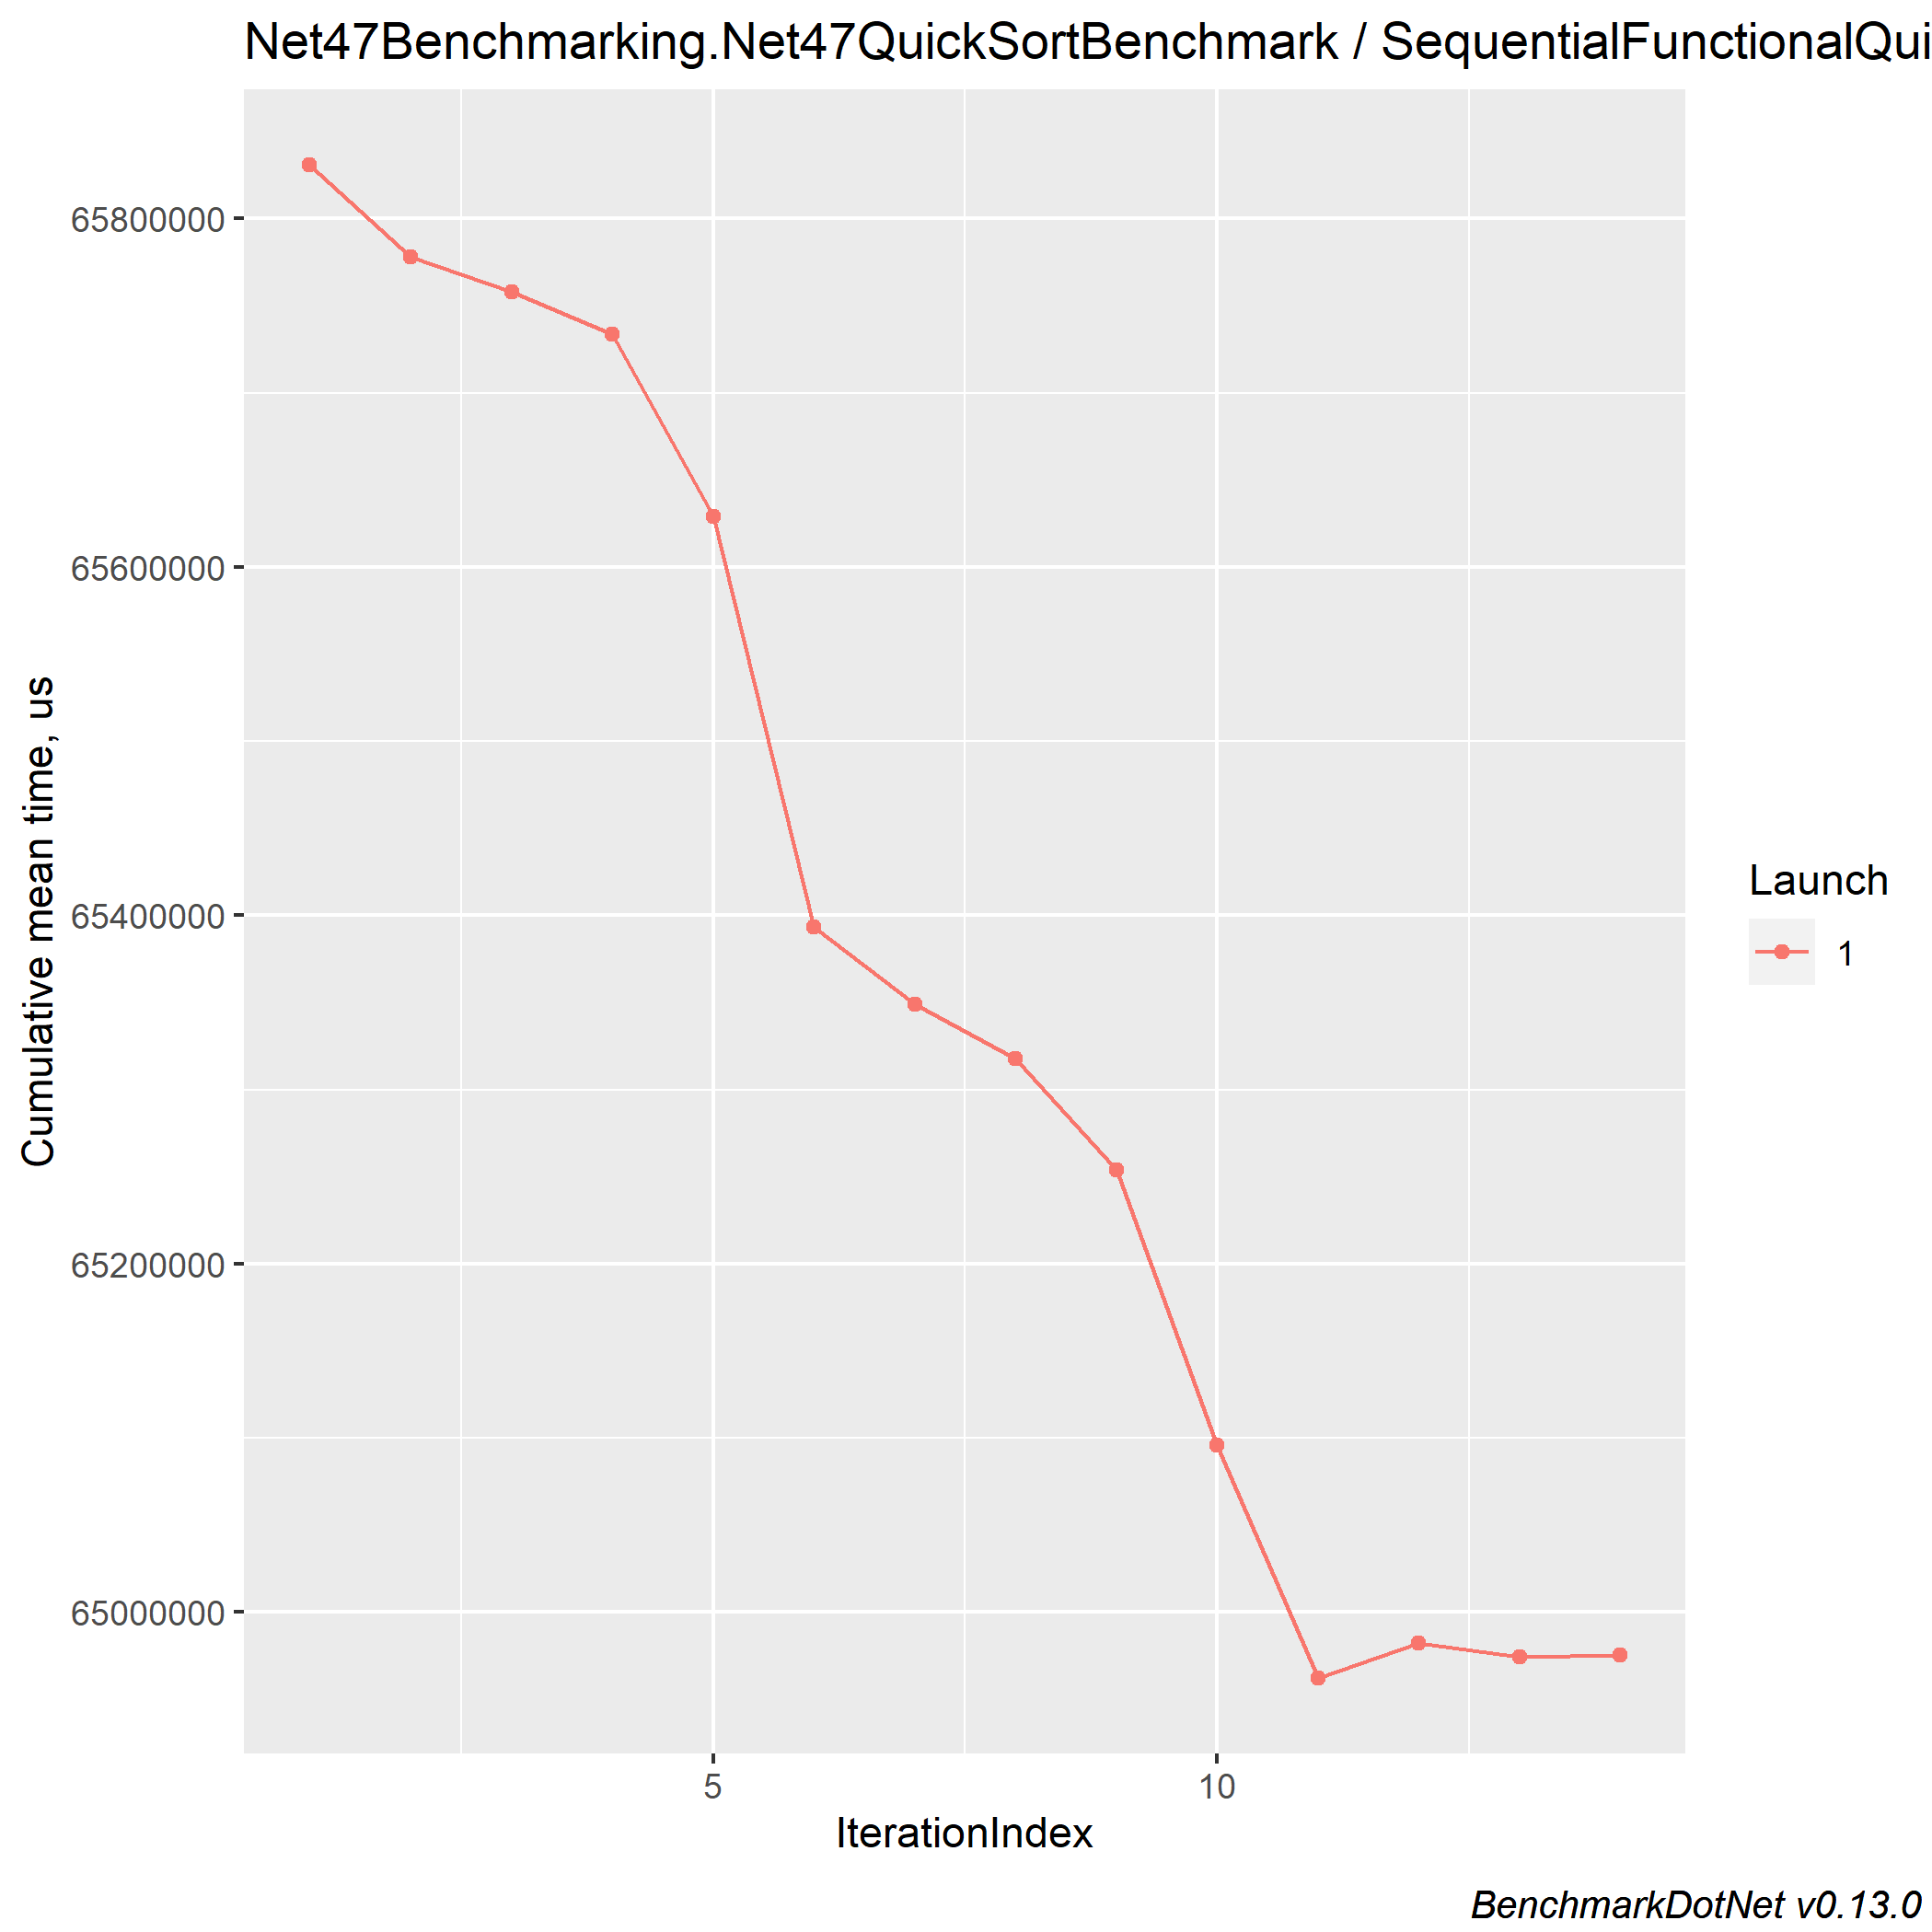 Net47Benchmarking.Net47QuickSortBenchmark / SequentialFunctionalQui
65800000
65600000
65400000
65200000
65000000
Cumulative mean time, us
5
10
IterationIndex
Launch
1
BenchmarkDotNet v0.13.0